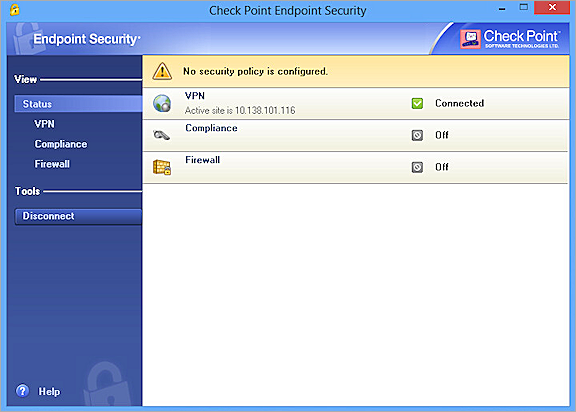 Check Point Endpoint Security
Endpoint Security
Check Point
SOFTWARE TECHNOLOGIES LTD.
View
Status
VPN
Compliance
Firewall
Tools
Disconnect
Help
No security policy is configured.
VPN
Active site is 10.138.101.116
Connected
Compliance
Off
Firewall
Off